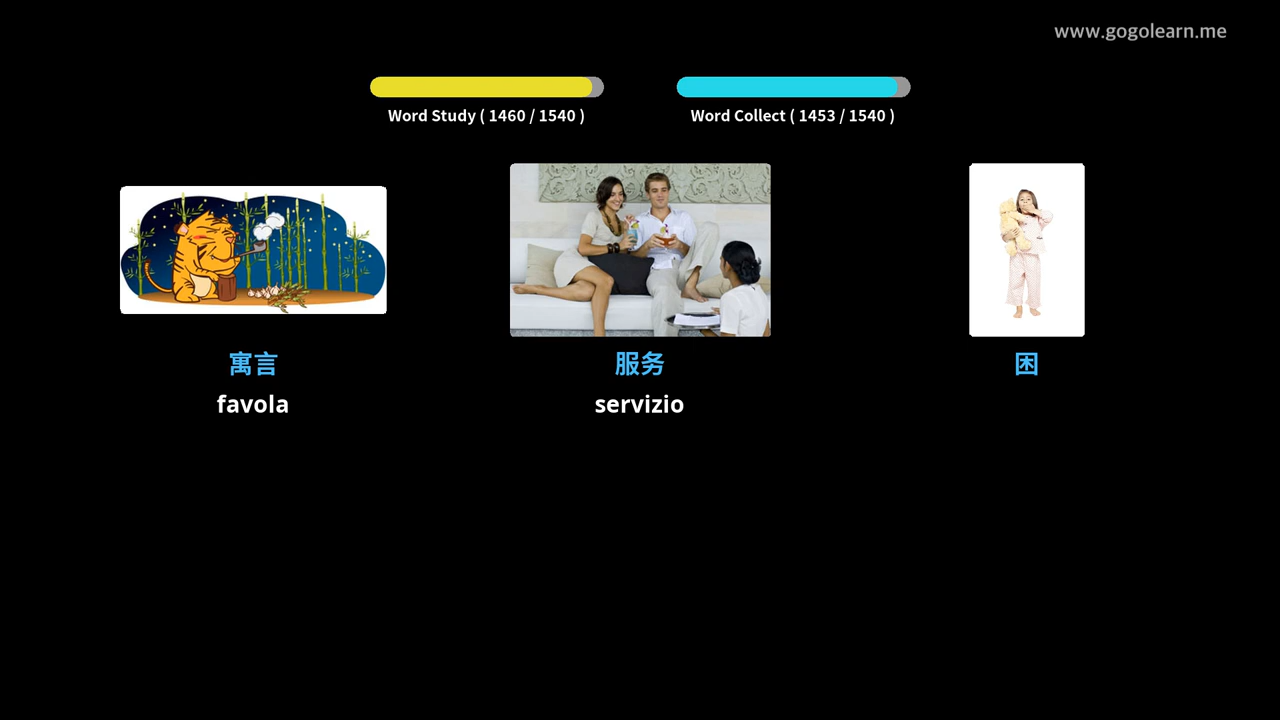 www.gogolearn.me
Word Study ( 1460 / 1540 )
Word Collect ( 1453 / 1540 )
寓言
服务
困
favola
servizio